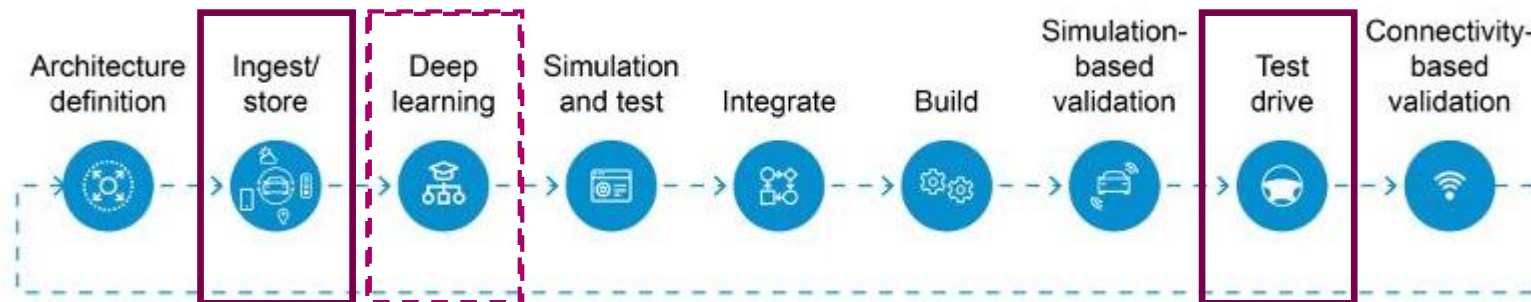 Architecture
definition
Ingest/
store
Deep
learning
Simulation
and test
Integrate
Build
Simulation-
based
validation
Test
drive
Connectivity-
based
validation